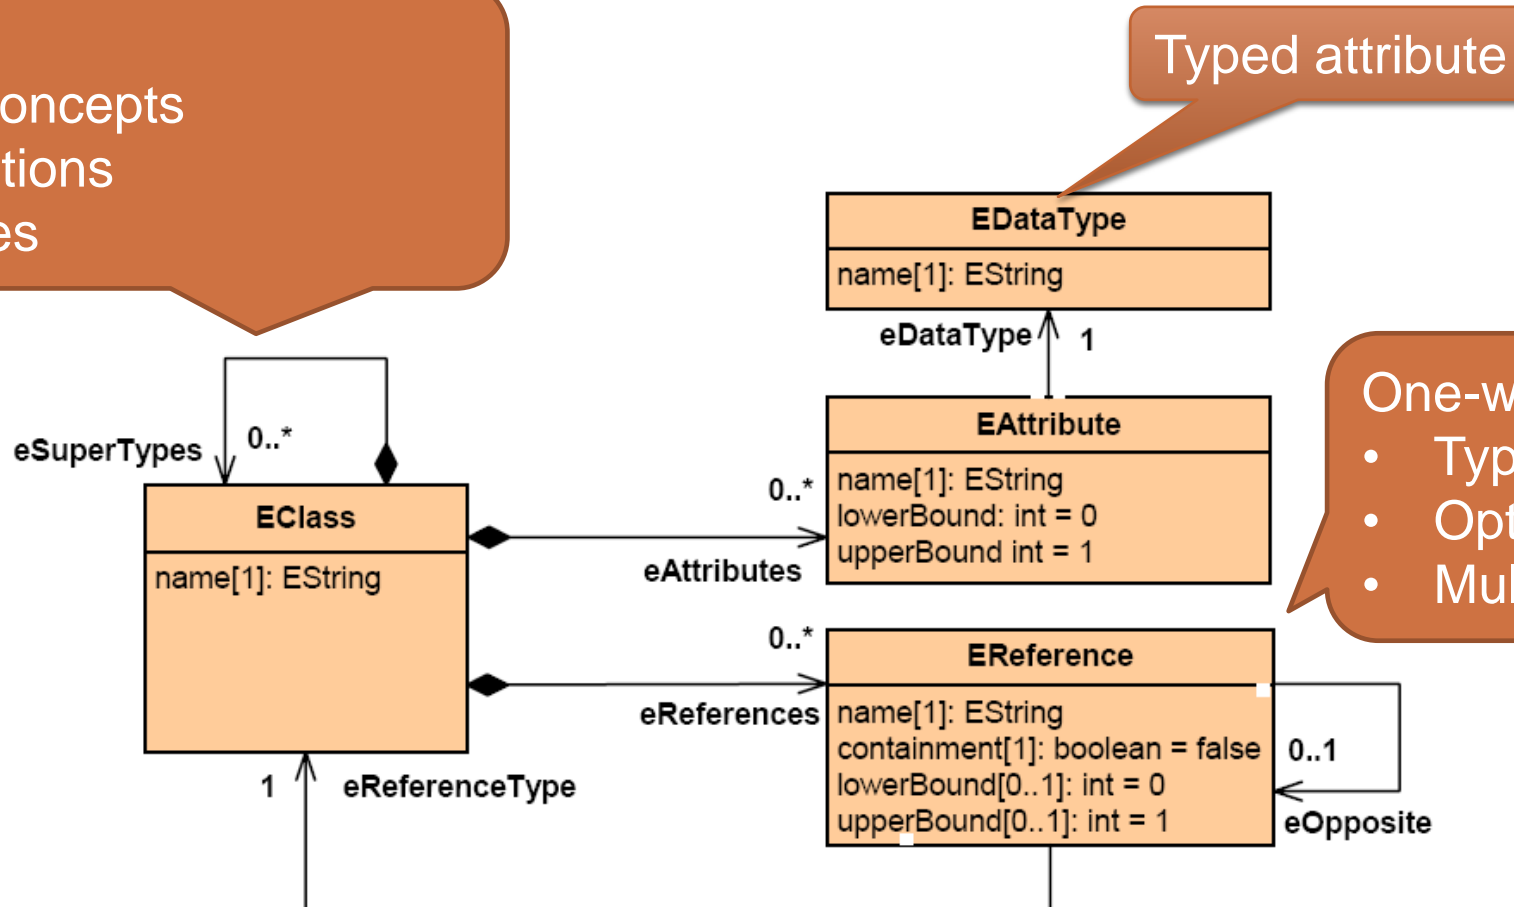 oncepts
tions
es
Typed attribute
EDataType
name[1]: EString
eDataType
1
One-w
• Typ
• Opt
• Mul
eSuperTypes
0..*
EClass
name[1]: EString
0..*
eAttributes
EAttribute
name[1]: EString
lowerBound: int = 0
upperBound int = 1
0..*
eReferences
EReference
name[1]: EString
containment[1]: boolean = false
lowerBound[0..1]: int = 0
upperBound[0..1]: int = 1
0..1
eOpposite
1
eReferenceType